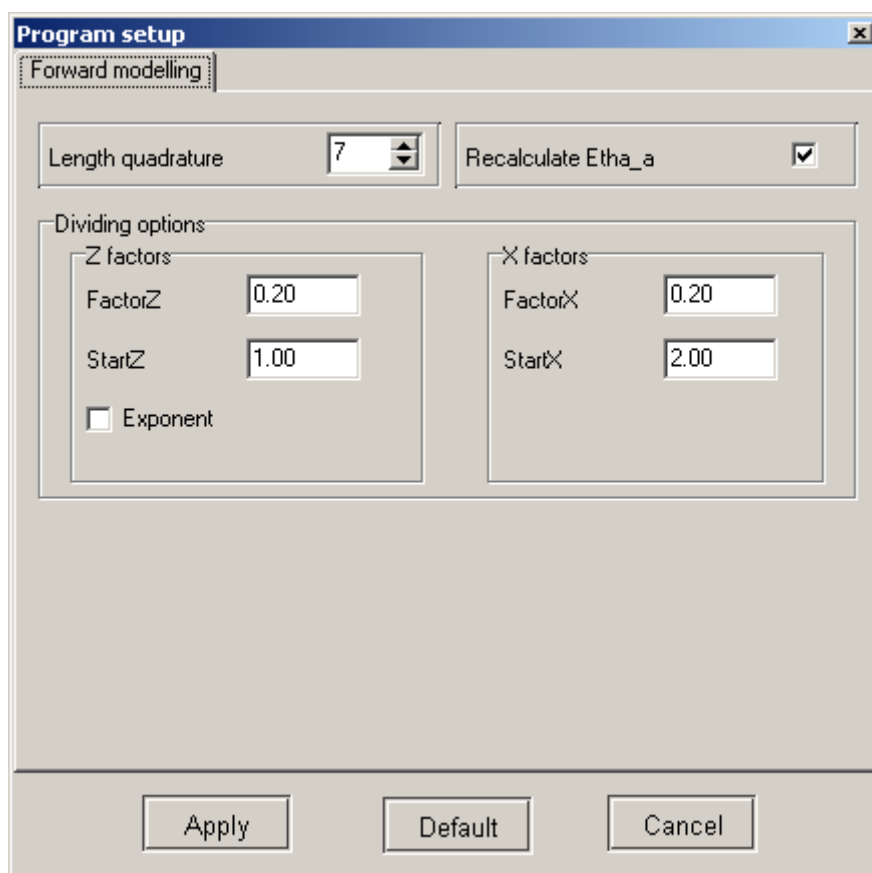 Program setup
Forward modelling
Length quadrature 7
Recalculate Etha_a
Dividing options
Z factors
FactorZ 0.20
StartZ 1.00
Exponent
X factors
FactorX 0.20
StartX 2.00
Apply Default Cancel